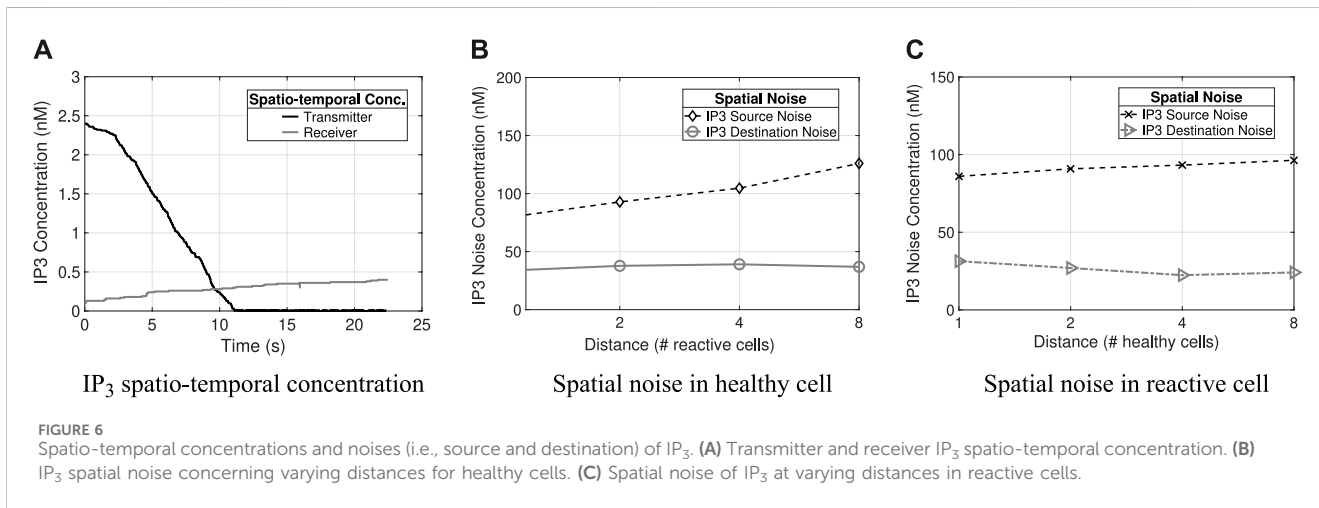 A
3
2.5
2
1.5
1
0.5
0
IP3 Concentration (nM)
Spatio-temporal Conc.
Transmitter
Receiver
0 5 10 15 20 25
Time (s)
IP₃ spatio-temporal concentration
B
200
150
100
50
0
IP3 Noise Concentration (nM)
Spatial Noise
IP3 Source Noise
IP3 Destination Noise
2 4 8
Distance (# reactive cells)
Spatial noise in healthy cell
C
150
100
50
0
IP3 Noise Concentration (nM)
Spatial Noise
IP3 Source Noise
IP3 Destination Noise
1 2 4 8
Distance (# healthy cells)
Spatial noise in reactive cell
FIGURE 6
Spatio-temporal concentrations and noises (i.e., source and destination) of IP₃. (A) Transmitter and receiver IP₃ spatio-temporal concentration. (B)
IP₃ spatial noise concerning varying distances for healthy cells. (C) Spatial noise of IP₃ at varying distances in reactive cells.